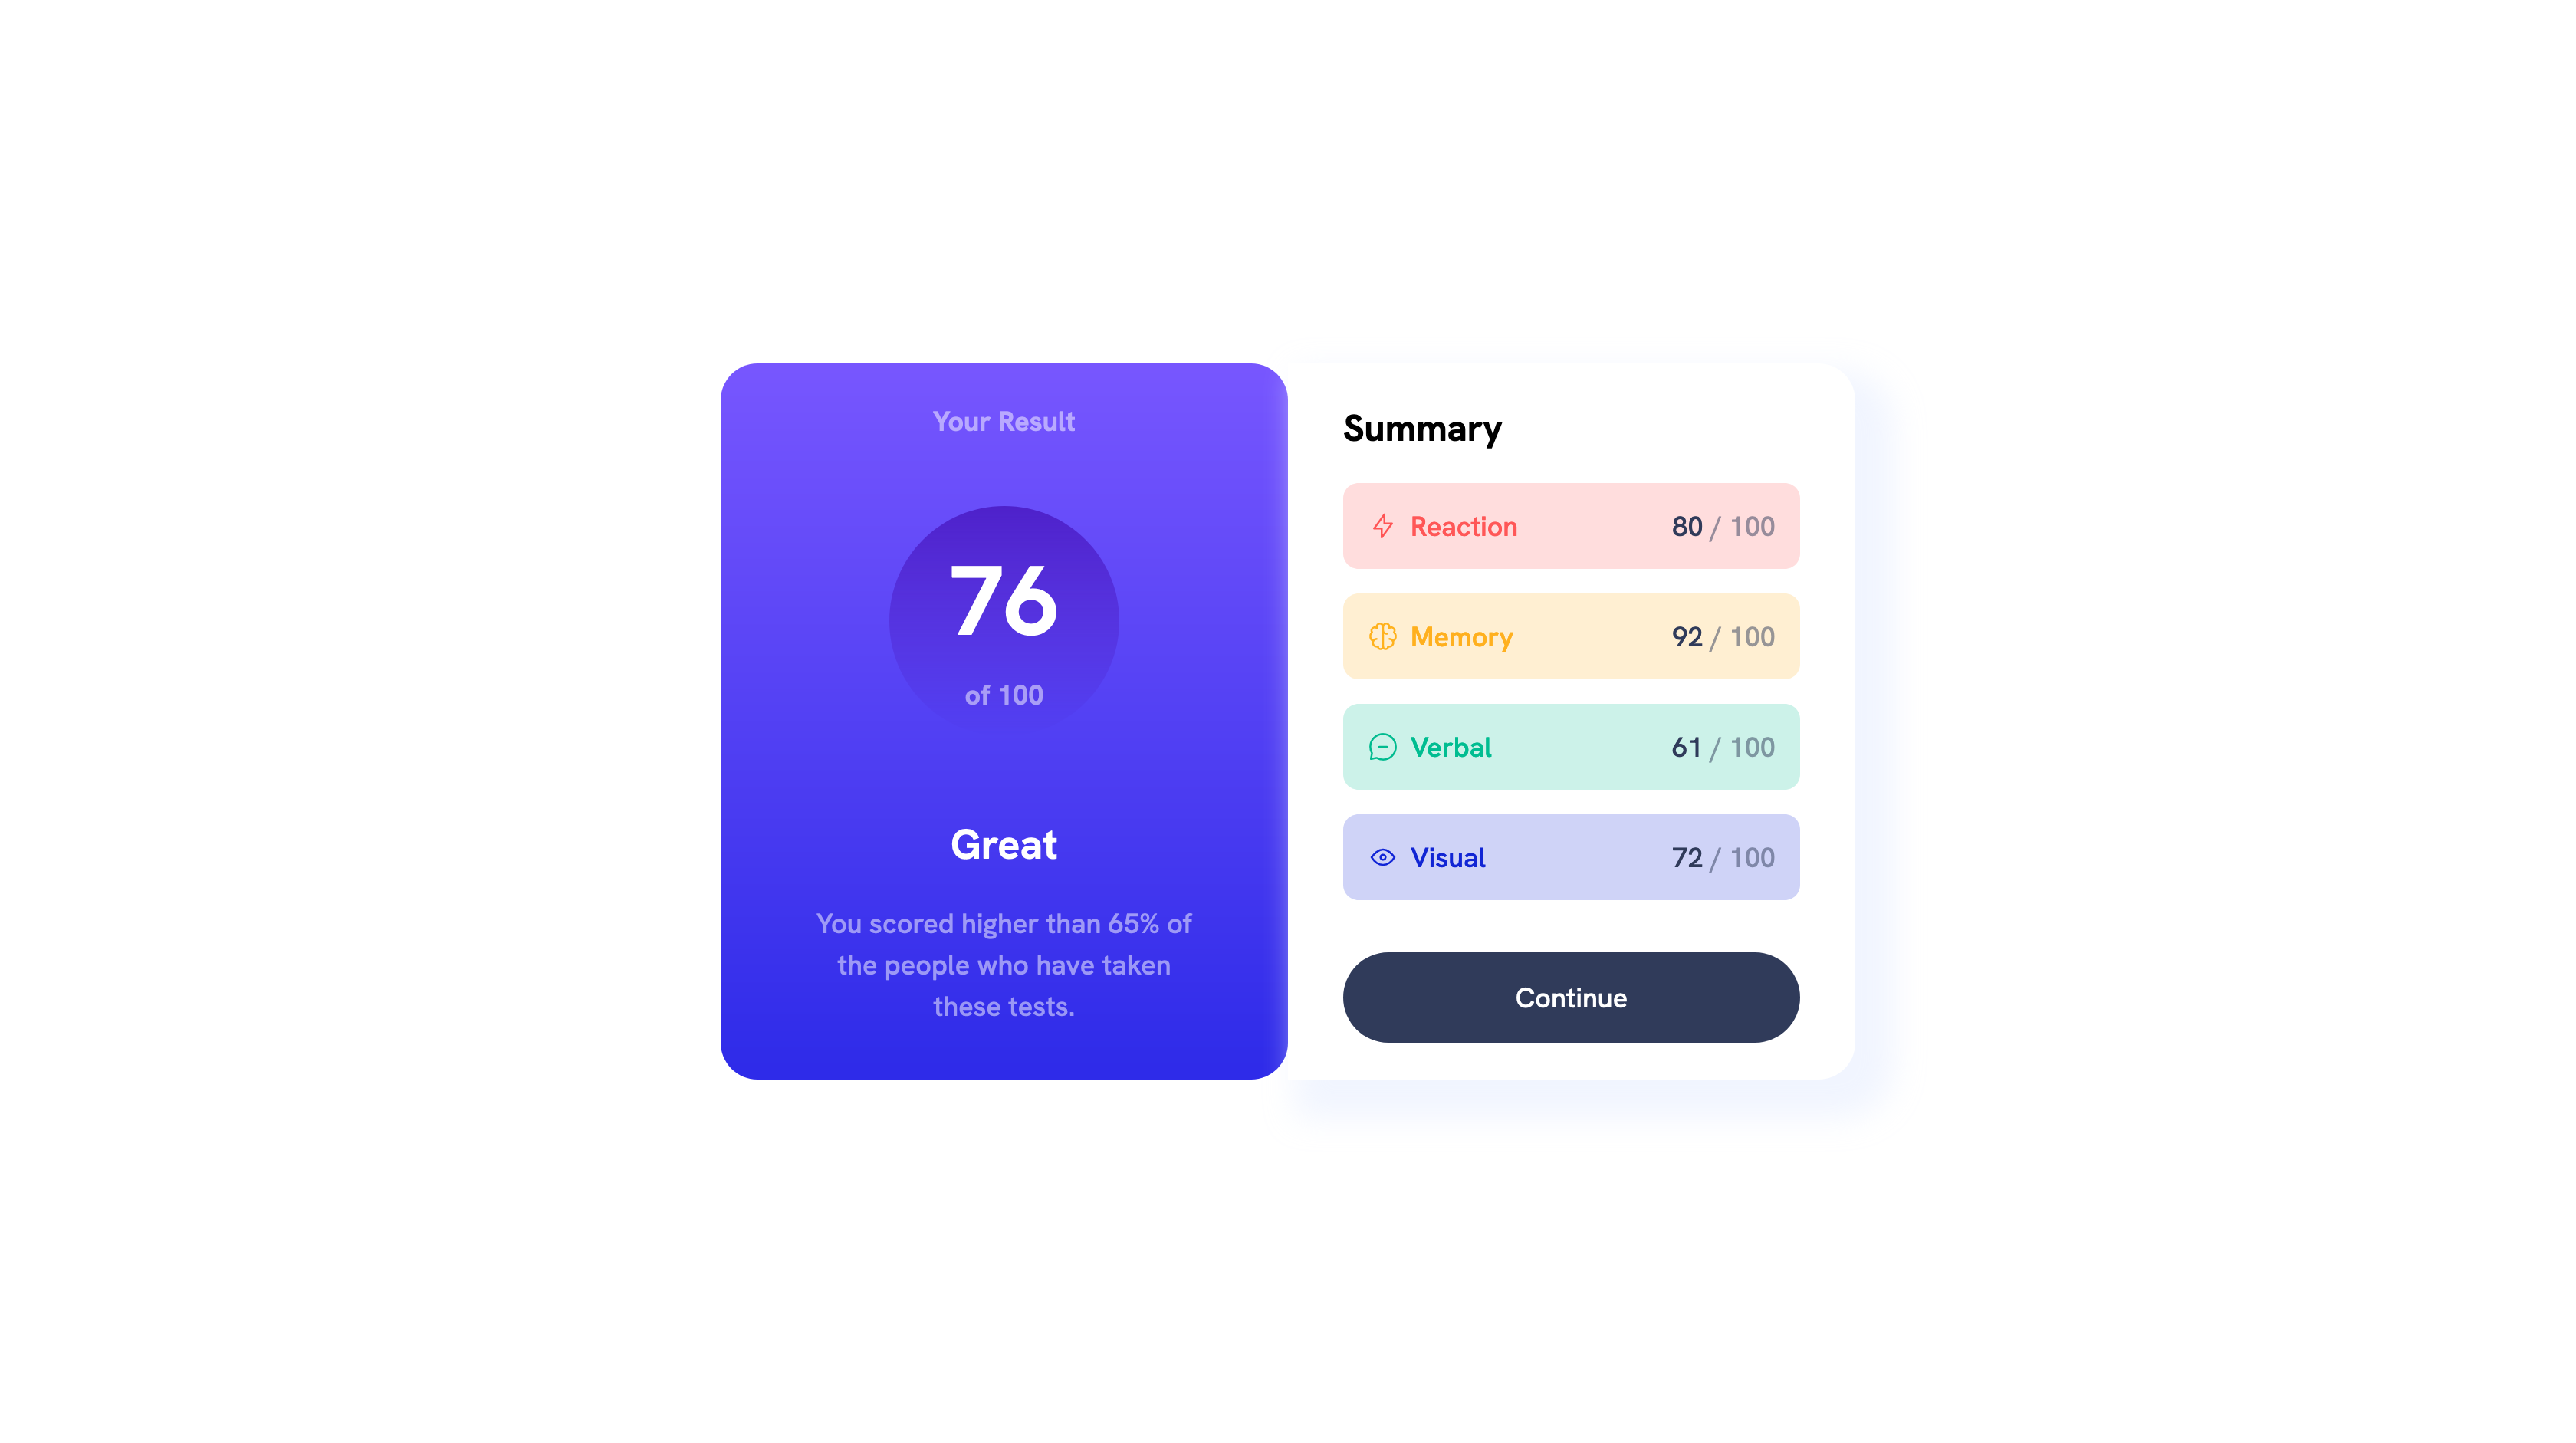 Your Result
76
of 100
Great
You scored higher than 65% of
the people who have taken
these tests.
Summary
Reaction 80 / 100
Memory 92 / 100
Verbal 61 / 100
Visual 72 / 100
Continue